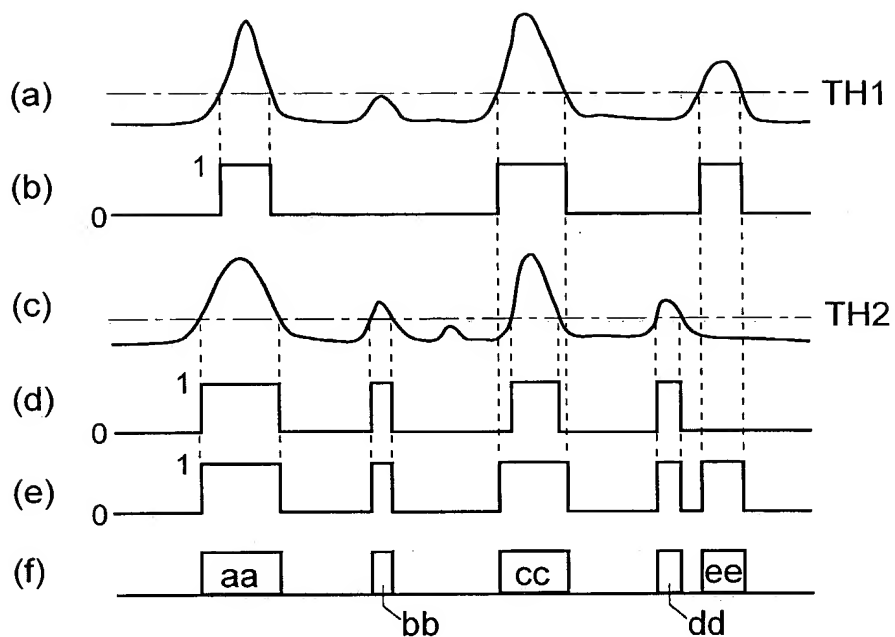 (a) TH1
(b) 1
0
(c) TH2
(d) 1
0
(e) 1
0
(f) aa cc ee
bb dd